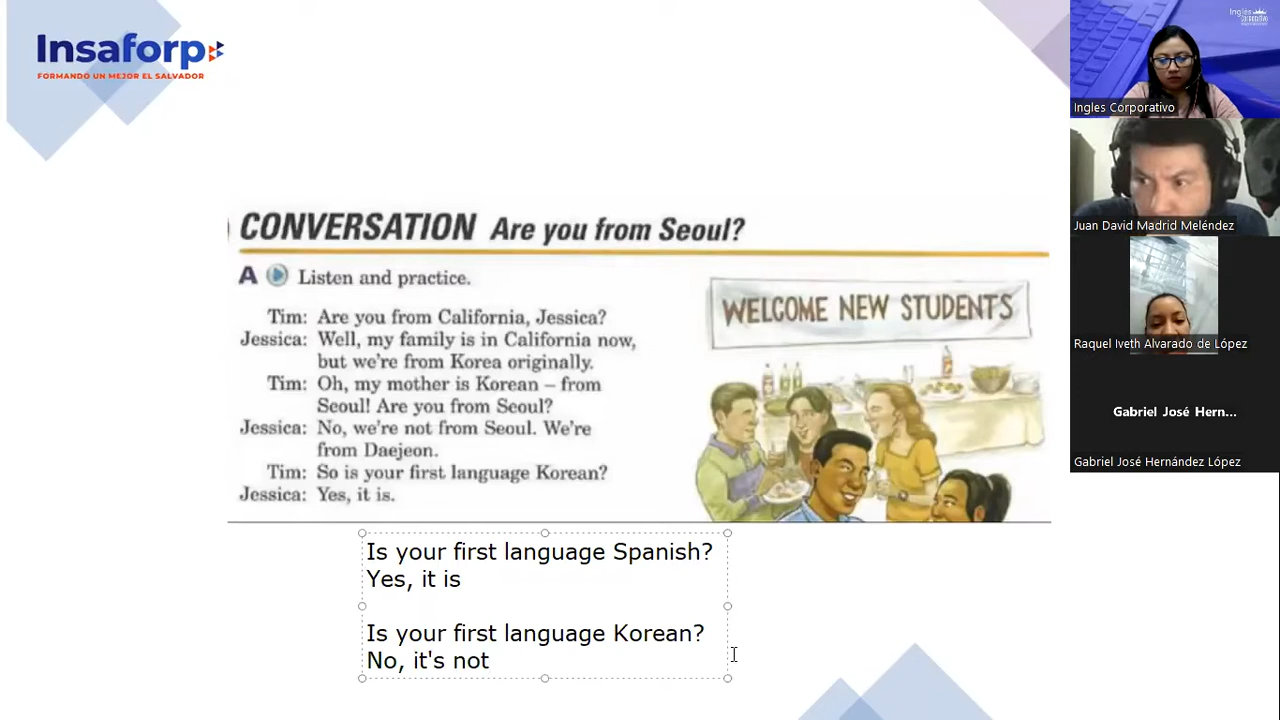 Insaforp
FORMANDO UN MEJOR EL SALVADOR
CONVERSATION Are you from Seoul?
A Listen and practice.
Tim: Are you from California, Jessica?
Jessica: Well, my family is in California now,
but we're from Korea originally.
Tim: Oh, my mother is Korean – from
Seoul! Are you from Seoul?
Jessica: No, we're not from Seoul. We're
from Daejeon.
Tim: So is your first language Korean?
Jessica: Yes, it is.
WELCOME NEW STUDENTS
Is your first language Spanish?
Yes, it is
Is your first language Korean?
No, it's not
Ingles Corporativo
Juan David Madrid Meléndez
Raquel Iveth Alvarado de López
Gabriel José Hern...
Gabriel José Hernández López